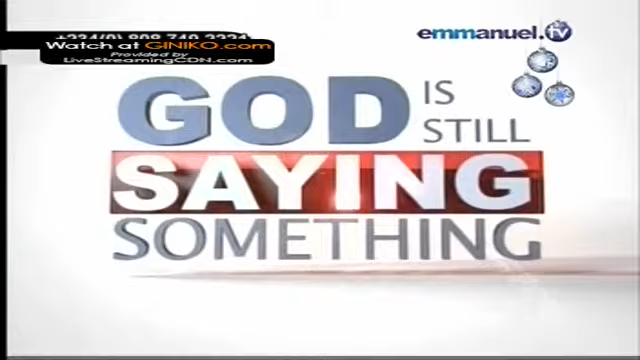 emmanuel.tv
Watch at GINIKO.com
Provided by
LiveStreamingCDN.com
GOD IS STILL
SAYING
SOMETHING